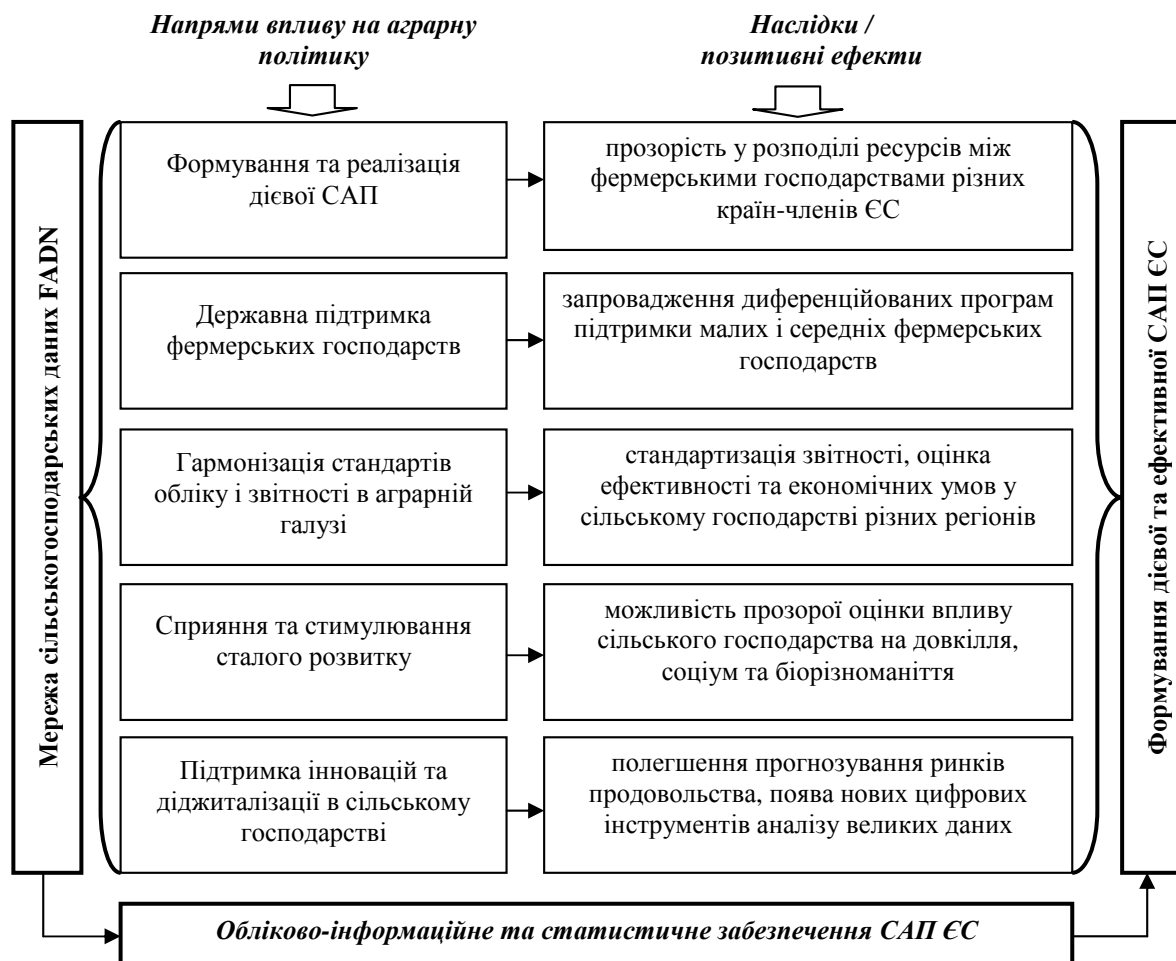 Напрями впливу на аграрну
політику
Наслідки /
позитивні ефекти
Мережа сільськогосподарських даних FADN
Формування та реалізація
дієвої САП
прозорість у розподілі ресурсів між
фермерськими господарствами різних
країн-членів ЄС
Державна підтримка
фермерських господарств
запровадження диференційованих програм
підтримки малих і середніх фермерських
господарств
Гармонізація стандартів
обліку і звітності в аграрній
галузі
стандартизація звітності, оцінка
ефективності та економічних умов у
сільському господарстві різних регіонів
Сприяння та стимулювання
сталого розвитку
можливість прозорої оцінки впливу
сільського господарства на довкілля,
соціум та біорізноманіття
Підтримка інновацій та
діджиталізації в сільському
господарстві
полегшення прогнозування ринків
продовольства, поява нових цифрових
інструментів аналізу великих даних
Формування дієвої та ефективної САП ЄС
Обліково-інформаційне та статистичне забезпечення САП ЄС